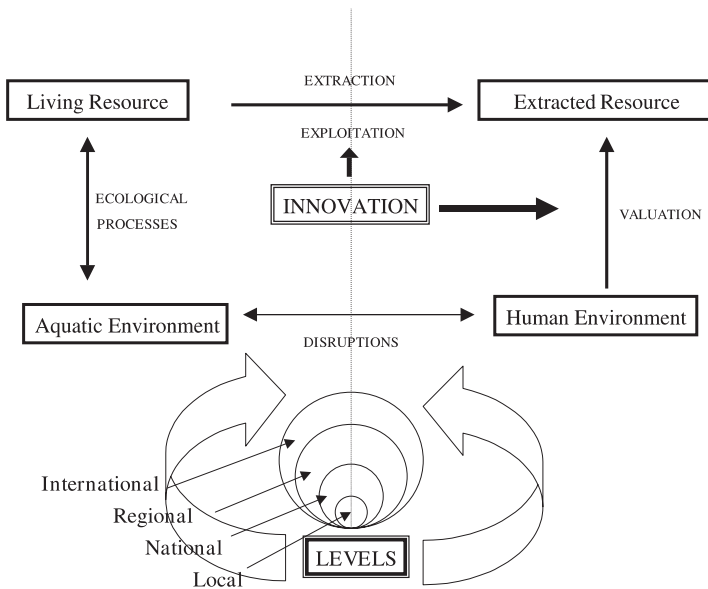 EXTRACTION
Living Resource
Extracted Resource
EXPLOITATION
ECOLOGICAL
PROCESSES
INNOVATION
VALUATION
Aquatic Environment
Human Environment
DISRUPTIONS
International
Regional
National
Local
LEVELS